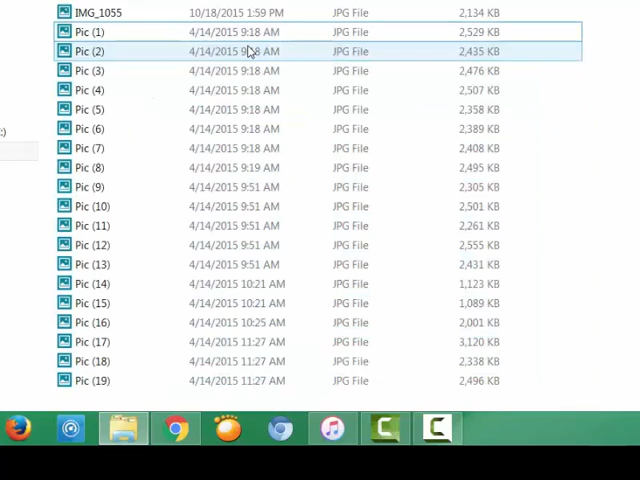 IMG_1055 10/18/2015 1:59 PM JPG File 2,134 KB
Pic (1) 4/14/2015 9:18 AM JPG File 2,529 KB
Pic (2) 4/14/2015 9:18 AM JPG File 2,435 KB
Pic (3) 4/14/2015 9:18 AM JPG File 2,476 KB
Pic (4) 4/14/2015 9:18 AM JPG File 2,507 KB
:)
Pic (5) 4/14/2015 9:18 AM JPG File 2,358 KB
Pic (6) 4/14/2015 9:18 AM JPG File 2,389 KB
Pic (7) 4/14/2015 9:18 AM JPG File 2,408 KB
Pic (8) 4/14/2015 9:19 AM JPG File 2,495 KB
Pic (9) 4/14/2015 9:51 AM JPG File 2,305 KB
Pic (10) 4/14/2015 9:51 AM JPG File 2,501 KB
Pic (11) 4/14/2015 9:51 AM JPG File 2,261 KB
Pic (12) 4/14/2015 9:51 AM JPG File 2,555 KB
Pic (13) 4/14/2015 9:51 AM JPG File 2,431 KB
Pic (14) 4/14/2015 10:21 AM JPG File 1,123 KB
Pic (15) 4/14/2015 10:21 AM JPG File 1,089 KB
Pic (16) 4/14/2015 10:25 AM JPG File 2,001 KB
Pic (17) 4/14/2015 11:27 AM JPG File 3,120 KB
Pic (18) 4/14/2015 11:27 AM JPG File 2,338 KB
Pic (19) 4/14/2015 11:27 AM JPG File 2,496 KB